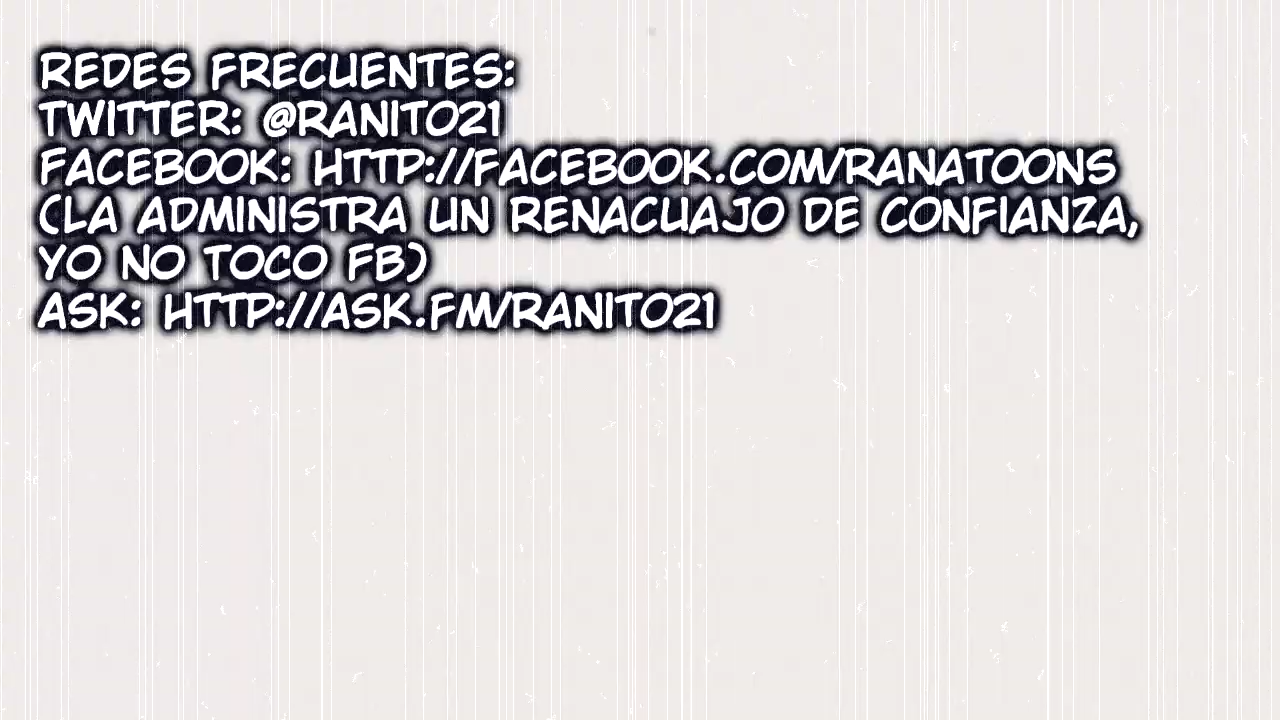 REDES FRECUENTES:
TWITTER: @RANITO21
FACEBOOK: HTTP://FACEBOOK.COM/RANATOONS
(LA ADMINISTRA UN RENACUAJO DE CONFIANZA,
YO NO TOCO FB)
ASK: HTTP://ASK.FM/RANITO21